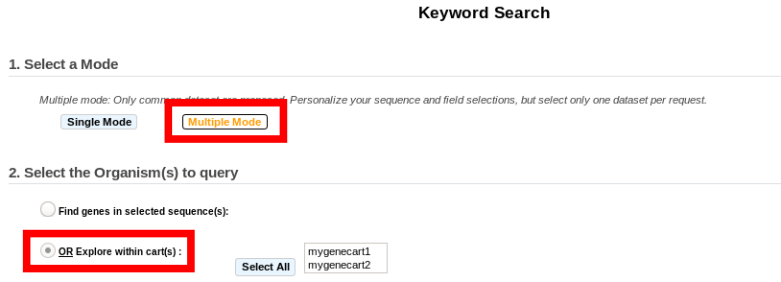 Keyword Search
1. Select a Mode
Multiple mode: Only common dataset are proposed. Personalize your sequence and field selections, but select only one dataset per request.
Single Mode Multiple Mode
2. Select the Organism(s) to query
Find genes in selected sequence(s):
OR Explore within cart(s) :
Select All
mygenecart1
mygenecart2